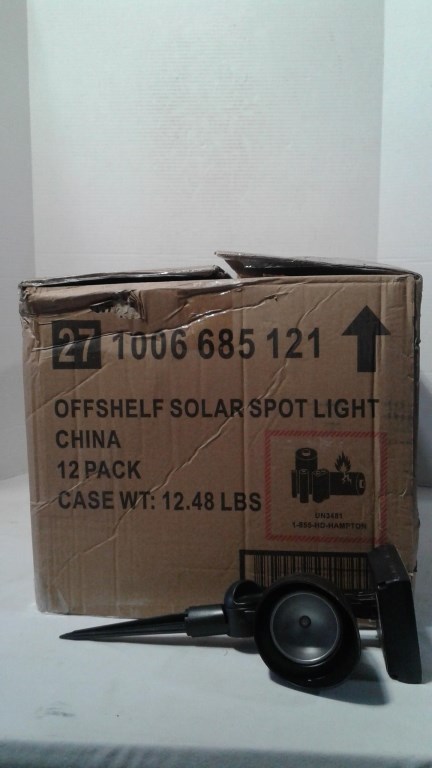 27 1006 685 121
OFFSHELF SOLAR SPOT LIGHT
CHINA
12 PACK
CASE WT: 12.48 LBS
UN3481
1-855-HD-HAMPTON